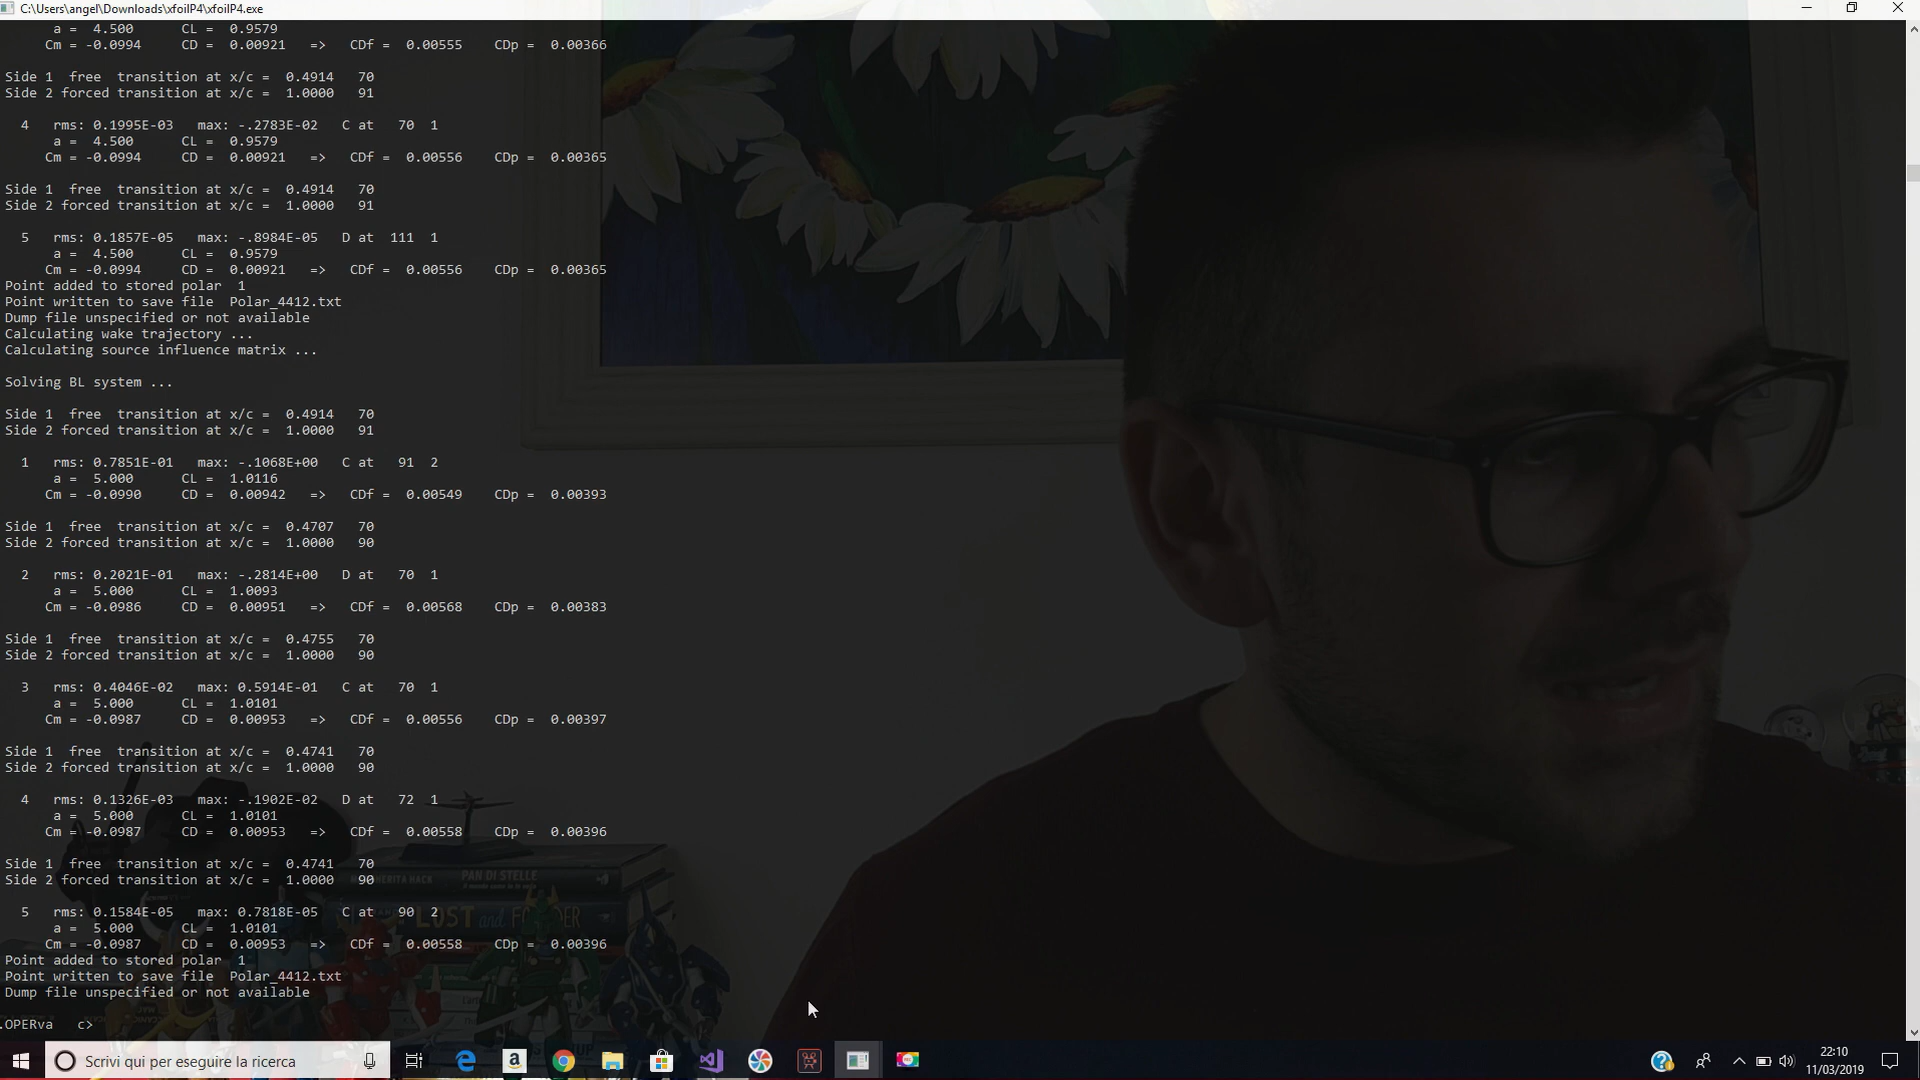 C:\Users\angel\Downloads\xfoilP4\xfoilP4.exe
a = 4.500 CL = 0.9579
Cm = -0.0994 CD = 0.00921 => CDf = 0.00555 CDp = 0.00366
Side 1 free transition at x/c = 0.4914 70
Side 2 forced transition at x/c = 1.0000 91
4 rms: 0.1995E-03 max: -.2783E-02 C at 70 1
a = 4.500 CL = 0.9579
Cm = -0.0994 CD = 0.00921 => CDf = 0.00556 CDp = 0.00365
Side 1 free transition at x/c = 0.4914 70
Side 2 forced transition at x/c = 1.0000 91
5 rms: 0.1857E-05 max: -.8984E-05 D at 111 1
a = 4.500 CL = 0.9579
Cm = -0.0994 CD = 0.00921 => CDf = 0.00556 CDp = 0.00365
Point added to stored polar 1
Point written to save file Polar_4412.txt
Dump file unspecified or not available
Calculating wake trajectory ...
Calculating source influence matrix ...
Solving BL system ...
Side 1 free transition at x/c = 0.4914 70
Side 2 forced transition at x/c = 1.0000 91
1 rms: 0.7851E-01 max: -.1068E+00 C at 91 2
a = 5.000 CL = 1.0116
Cm = -0.0990 CD = 0.00942 => CDf = 0.00549 CDp = 0.00393
Side 1 free transition at x/c = 0.4707 70
Side 2 forced transition at x/c = 1.0000 90
2 rms: 0.2021E-01 max: -.2814E+00 D at 70 1
a = 5.000 CL = 1.0093
Cm = -0.0986 CD = 0.00951 => CDf = 0.00568 CDp = 0.00383
Side 1 free transition at x/c = 0.4755 70
Side 2 forced transition at x/c = 1.0000 90
3 rms: 0.4046E-02 max: 0.5914E-01 C at 70 1
a = 5.000 CL = 1.0101
Cm = -0.0987 CD = 0.00953 => CDf = 0.00556 CDp = 0.00397
Side 1 free transition at x/c = 0.4741 70
Side 2 forced transition at x/c = 1.0000 90
4 rms: 0.1326E-03 max: -.1902E-02 D at 72 1
a = 5.000 CL = 1.0101
Cm = -0.0987 CD = 0.00953 => CDf = 0.00558 CDp = 0.00396
Side 1 free transition at x/c = 0.4741 70
Side 2 forced transition at x/c = 1.0000 90
PAN DI STELLE
5 rms: 0.1584E-05 max: 0.7818E-05 C at 90 2
LOST and
a = 5.000 CL = 1.0101
Cm = -0.0987 CD = 0.00953 => CDf = 0.00558 CDp = 0.00396
Point added to stored polar 1
Point written to save file Polar_4412.txt
Dump file unspecified or not available
.OPERva c>
Scrivi qui per eseguire la ricerca
22:10
11/03/2019